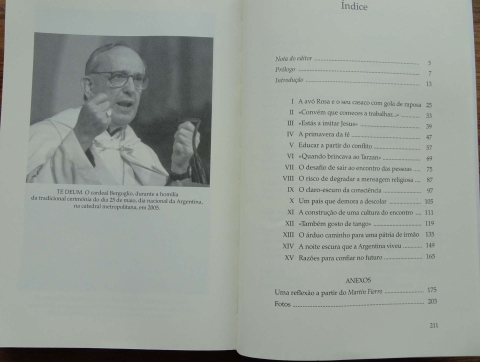 TE DEUM. O cardeal Bergoglio, durante a homilia
da tradicional cerimónia do dia 25 de maio, dia nacional da Argentina,
na catedral metropolitana, em 2005.
Índice
Nota do editor ........ 5
Prólogo ........ 7
Introdução ........ 13
I A avó Rosa e o seu casaco com gola de raposa 25
II «Convém que comeces a trabalhar...» ........ 33
III «Estás a imitar Jesus» ........ 39
IV A primavera da fé ........ 47
V Educar a partir do conflito ........ 57
VI «Quando brincava ao Tarzan» ........ 69
VII O desafio de sair ao encontro das pessoas ........ 75
VIII O risco de degradar a mensagem religiosa ........ 87
IX O claro-escuro da consciência ........ 97
X Um país que demora a descolar ........ 105
XI A construção de uma cultura do encontro ........ 111
XII «Também gosto de tango» ........ 119
XIII O árduo caminho para uma pátria de irmãos
XIV A noite escura que a Argentina viveu ........ 149
XV Razões para confiar no futuro ........ 165
ANEXOS
Uma reflexão a partir do Martín Fierro ........ 175
Fotos ........ 203
211